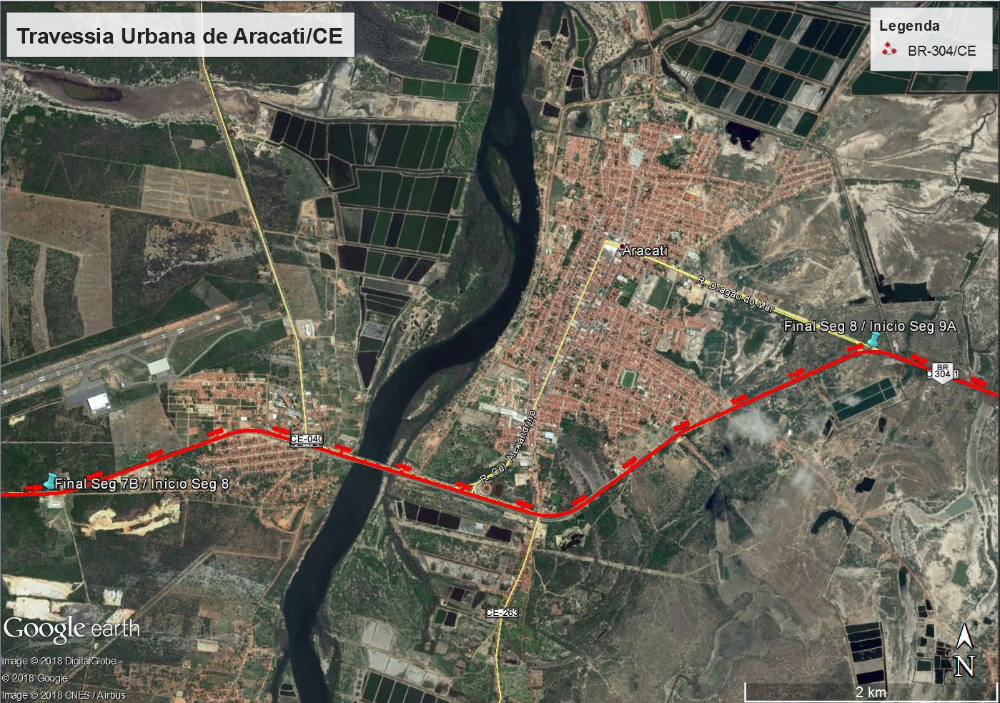 Travessia Urbana de Aracati/CE
Legenda
BR-304/CE
Aracati
R. Dragão do Mar
Final Seg 8 / Início Seg 9A
BR
304
R. Cel. Alexandrino
CE-040
Final Seg 7B / Início Seg 8
CE-263
Google earth
Image © 2018 DigitalGlobe
© 2018 Google
Image © 2018 CNES / Airbus
N
2 km